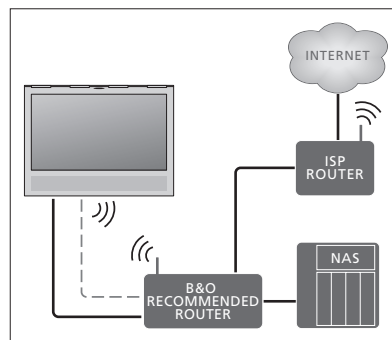 INTERNET
ISP
ROUTER
NAS
B&O
RECOMMENDED
ROUTER